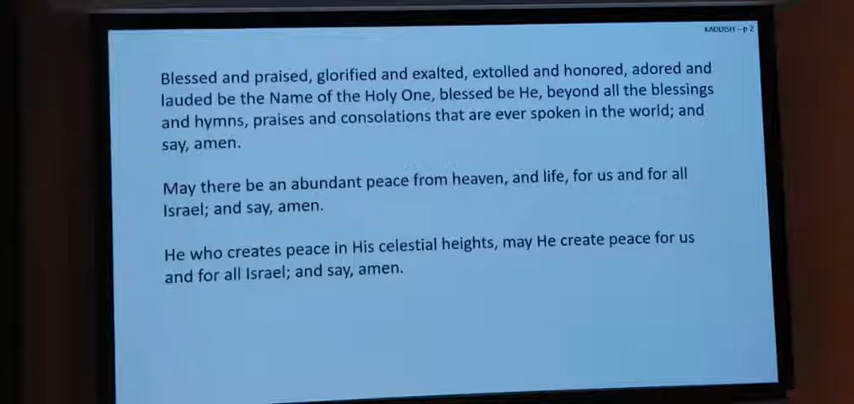 KADDISH – p 2
Blessed and praised, glorified and exalted, extolled and honored, adored and
lauded be the Name of the Holy One, blessed be He, beyond all the blessings
and hymns, praises and consolations that are ever spoken in the world; and
say, amen.
May there be an abundant peace from heaven, and life, for us and for all
Israel; and say, amen.
He who creates peace in His celestial heights, may He create peace for us
and for all Israel; and say, amen.